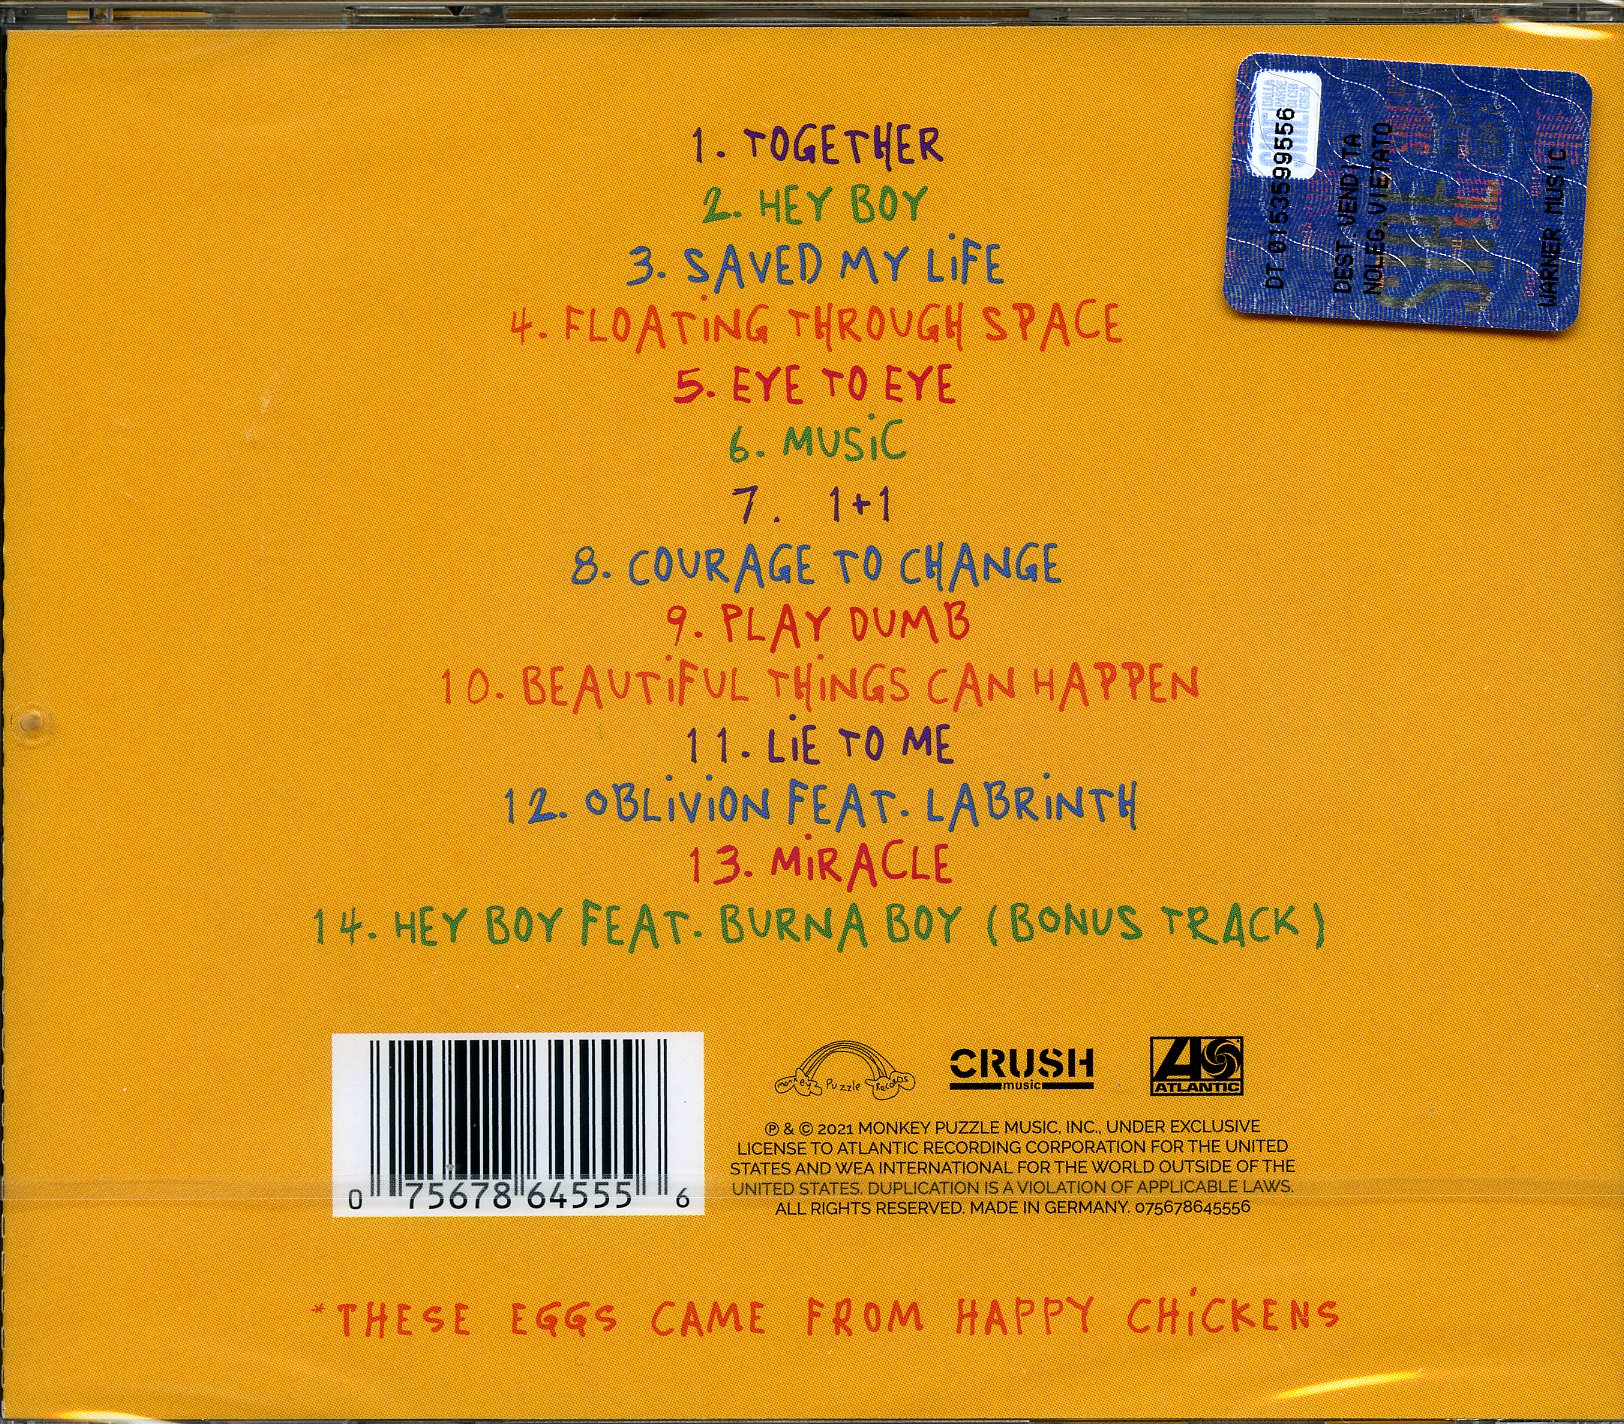 1. TOGETHER
2. HEY BOY
3. SAVED MY LiFE
4. FLOATiNG THROUGH SPACE
5. EYE TO EYE
6. MUSiC
7. 1+1
8. COURAGE TO CHANGE
9. PLAY DUMB
10. BEAUTiFUL THiNGS CAN HAPPEN
11. LiE TO ME
12. OBLiViON FEAT. LABRiNTH
13. MiRACLE
14. HEY BOY FEAT. BURNA BOY (BONUS TRACK)
DT 0153599556
DEST.VENDITA
NOLEG.VIETATO
SIAE
WARNER MUSIC
0 75678 64555 6
monkey Puzzle Records
CRUSH
music
ATLANTIC
℗ & © 2021 MONKEY PUZZLE MUSIC, INC., UNDER EXCLUSIVE
LICENSE TO ATLANTIC RECORDING CORPORATION FOR THE UNITED
STATES AND WEA INTERNATIONAL FOR THE WORLD OUTSIDE OF THE
UNITED STATES. DUPLICATION IS A VIOLATION OF APPLICABLE LAWS.
ALL RIGHTS RESERVED. MADE IN GERMANY. 075678645556
*THESE EGGS CAME FROM HAPPY CHiCKENS